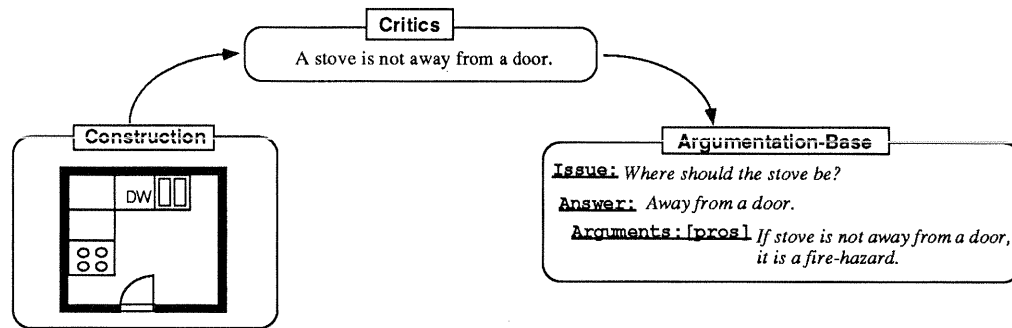 Critics
A stove is not away from a door.
Construction
DW
Argumentation-Base
Issue: Where should the stove be?
Answer: Away from a door.
Arguments:[pros] If stove is not away from a door,
it is a fire-hazard.